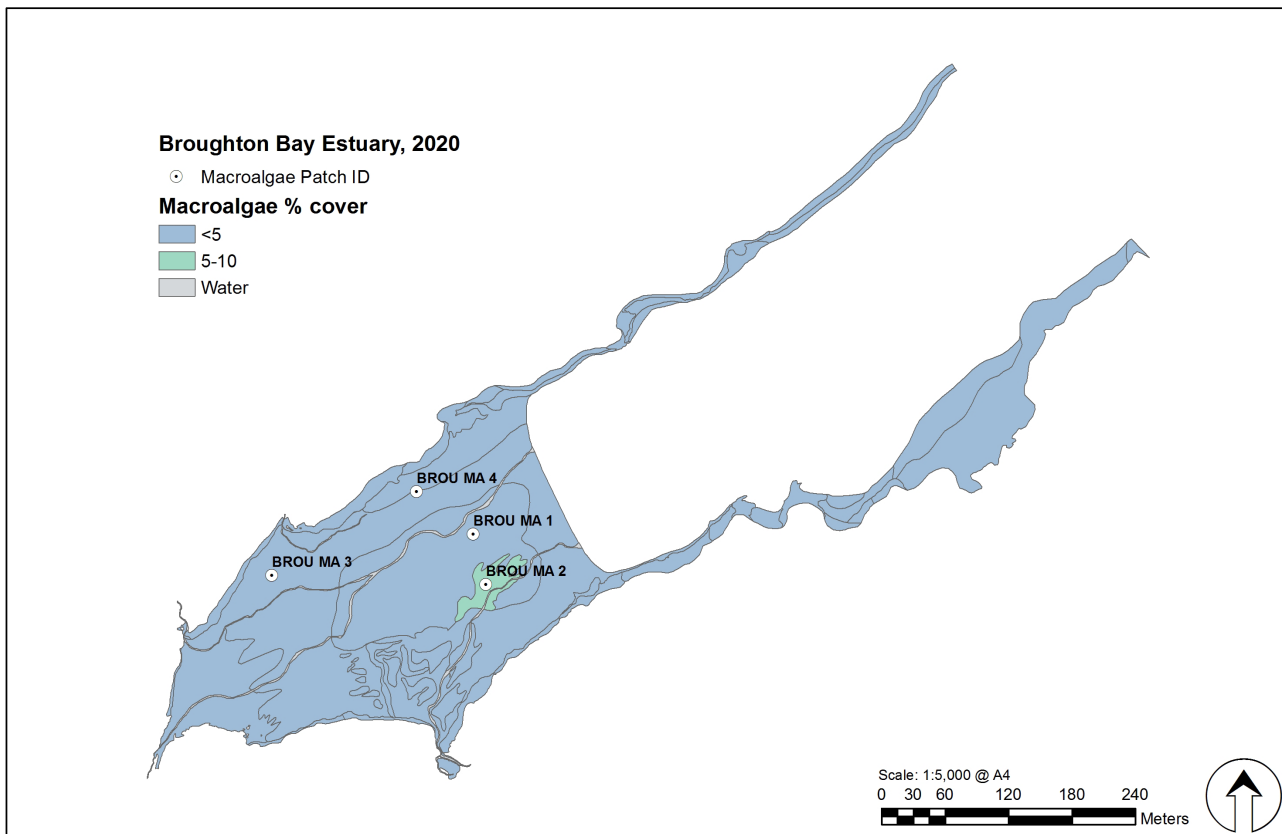 Broughton Bay Estuary, 2020
Macroalgae Patch ID
Macroalgae % cover
<5
5-10
Water
BROU MA 4
BROU MA 1
BROU MA 3
BROU MA 2
Scale: 1:5,000 @ A4
0 30 60 120 180 240
Meters